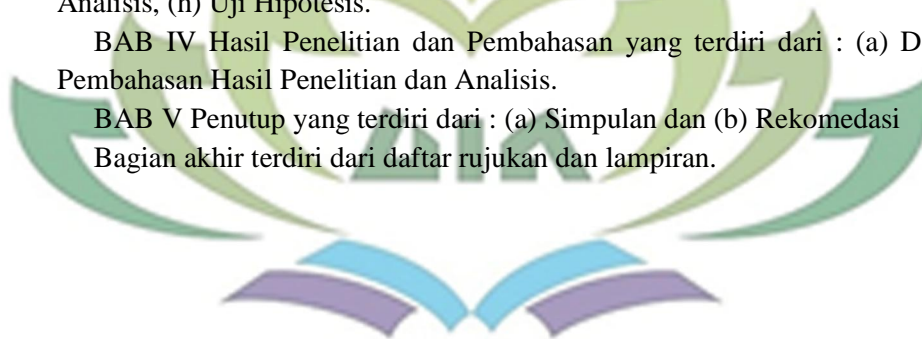 Analisis, (h) Uji Hipotesis.
BAB IV Hasil Penelitian dan Pembahasan yang terdiri dari : (a) D
Pembahasan Hasil Penelitian dan Analisis.
BAB V Penutup yang terdiri dari : (a) Simpulan dan (b) Rekomedasi
Bagian akhir terdiri dari daftar rujukan dan lampiran.